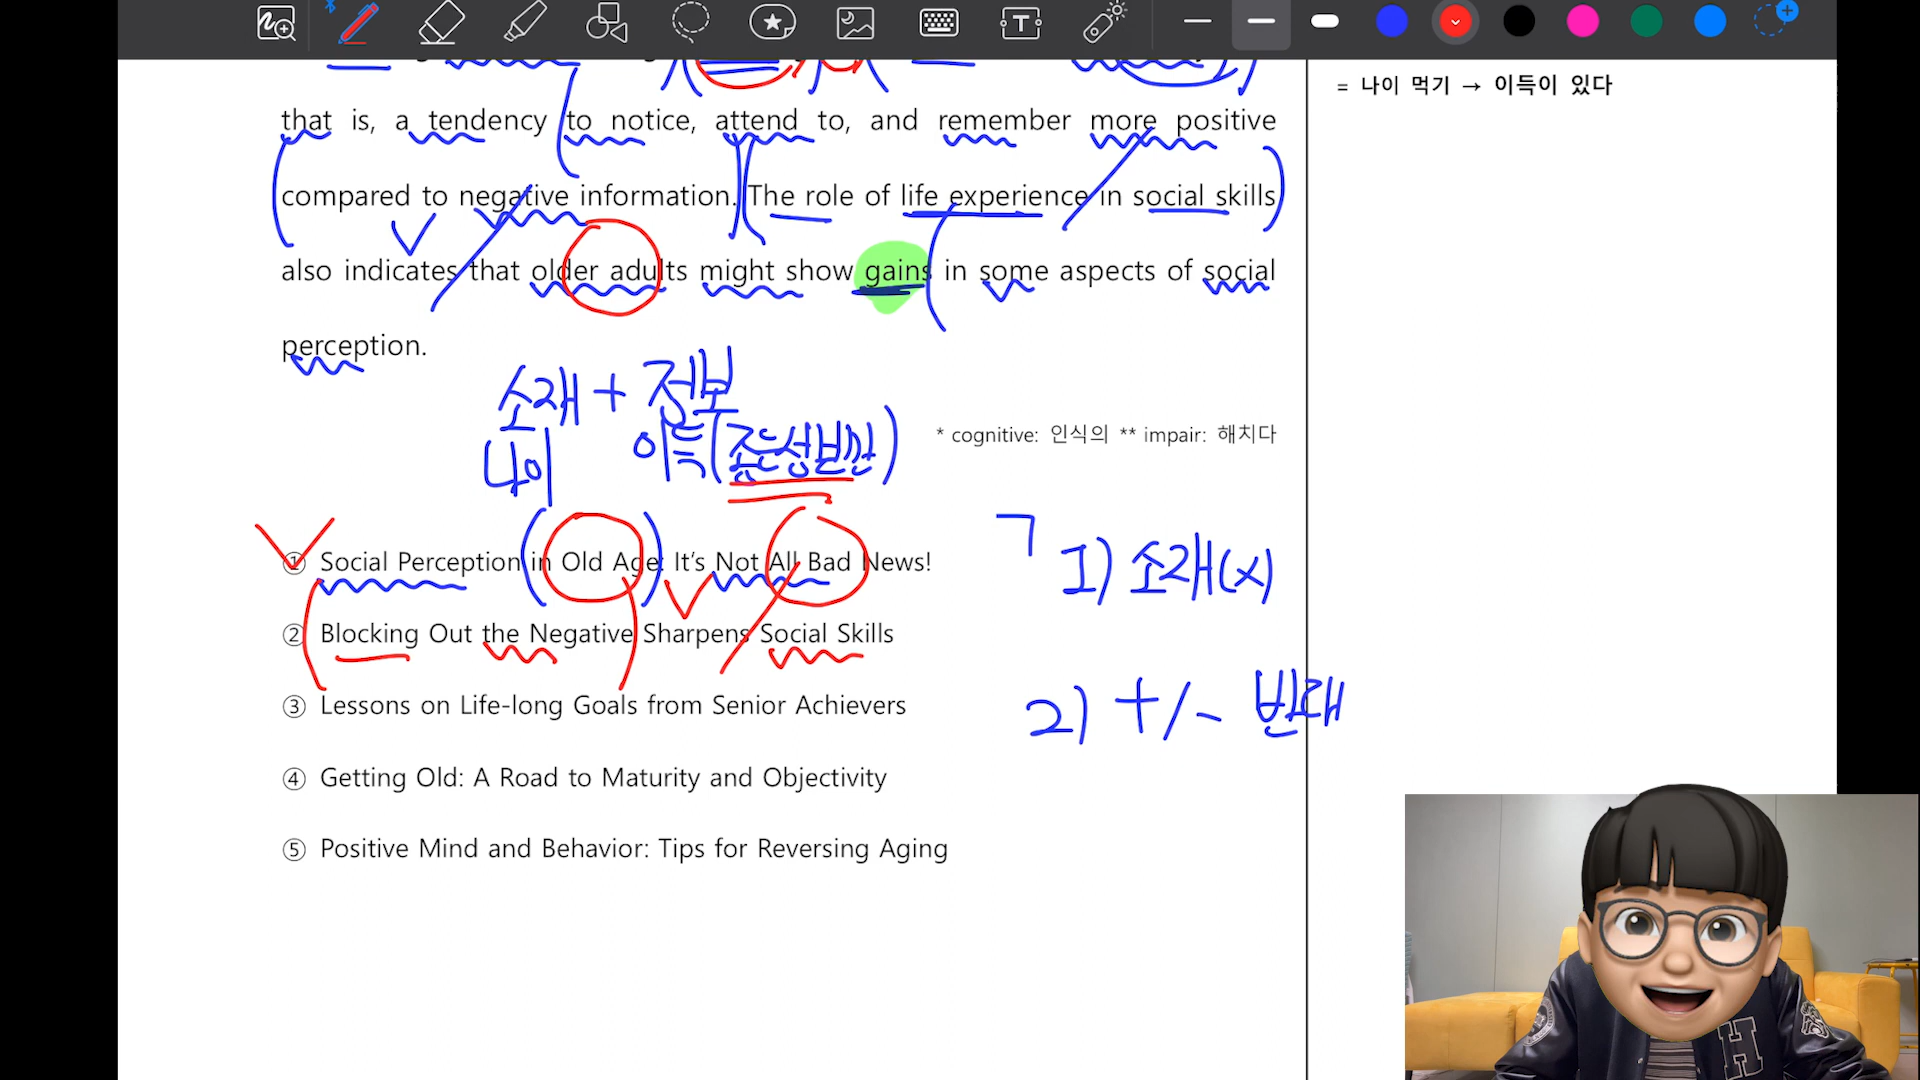 = 나이 먹기 → 이득이 있다
that is, a tendency to notice, attend to, and remember more positive
compared to negative information. The role of life experience in social skills
also indicates that older adults might show gains in some aspects of social
perception.
소재 + 정보
나이 이득(좋은 성별만)
* cognitive: 인식의 ** impair: 해치다
① Social Perception in Old Age: It's Not All Bad News!
② Blocking Out the Negative Sharpens Social Skills
③ Lessons on Life-long Goals from Senior Achievers
④ Getting Old: A Road to Maturity and Objectivity
⑤ Positive Mind and Behavior: Tips for Reversing Aging
1) 소재(x)
2) +/- 반대
H